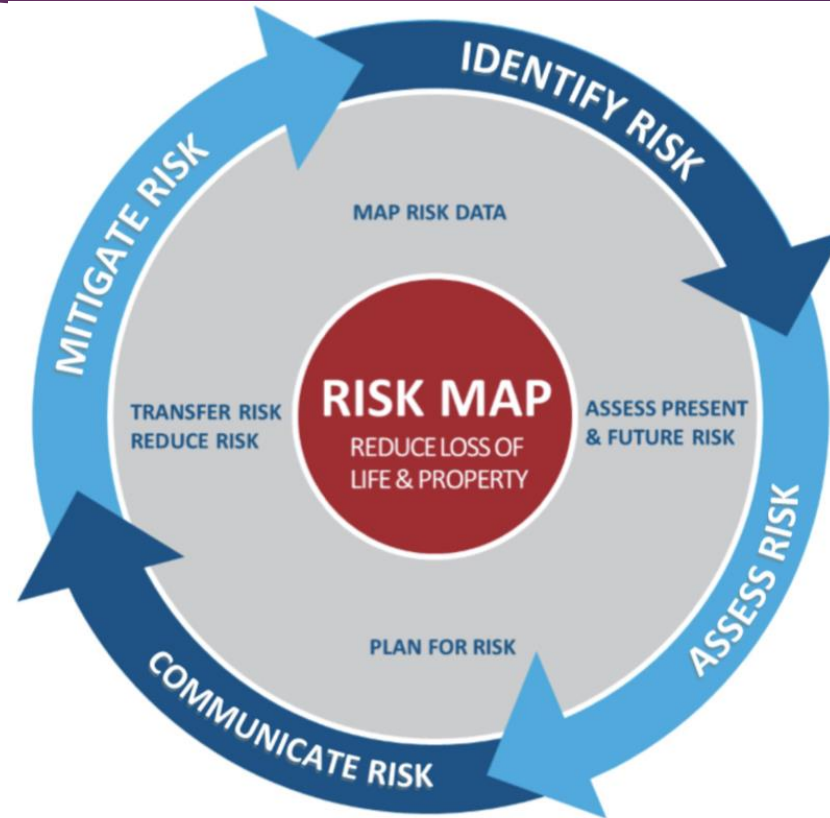 IDENTIFY RISK
MITIGATE RISK
MAP RISK DATA
TRANSFER RISK
REDUCE RISK
RISK MAP
REDUCE LOSS OF
LIFE & PROPERTY
ASSESS PRESENT
& FUTURE RISK
ASSESS RISK
PLAN FOR RISK
COMMUNICATE RISK